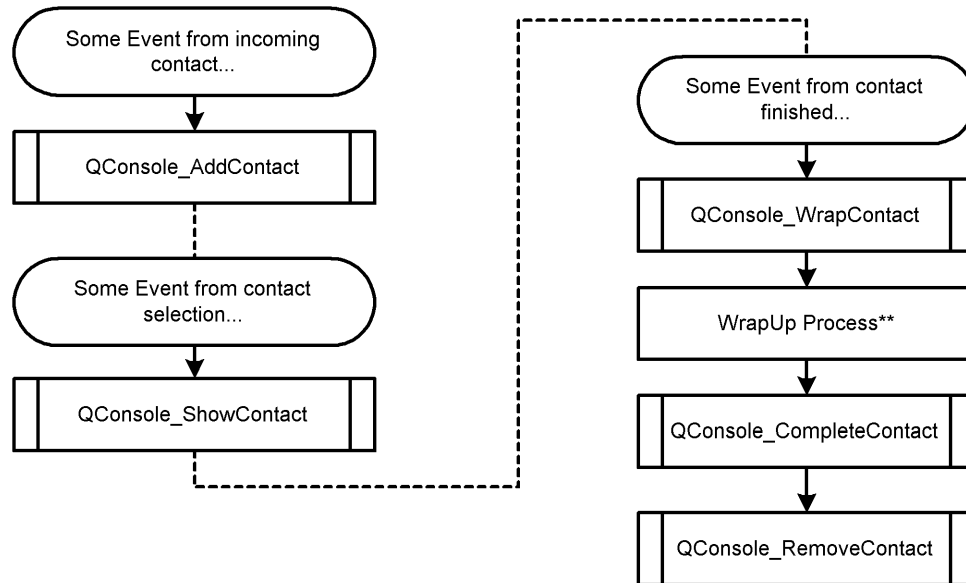 Some Event from incoming
contact...
QConsole_AddContact
Some Event from contact
selection...
QConsole_ShowContact
Some Event from contact
finished...
QConsole_WrapContact
WrapUp Process**
QConsole_CompleteContact
QConsole_RemoveContact